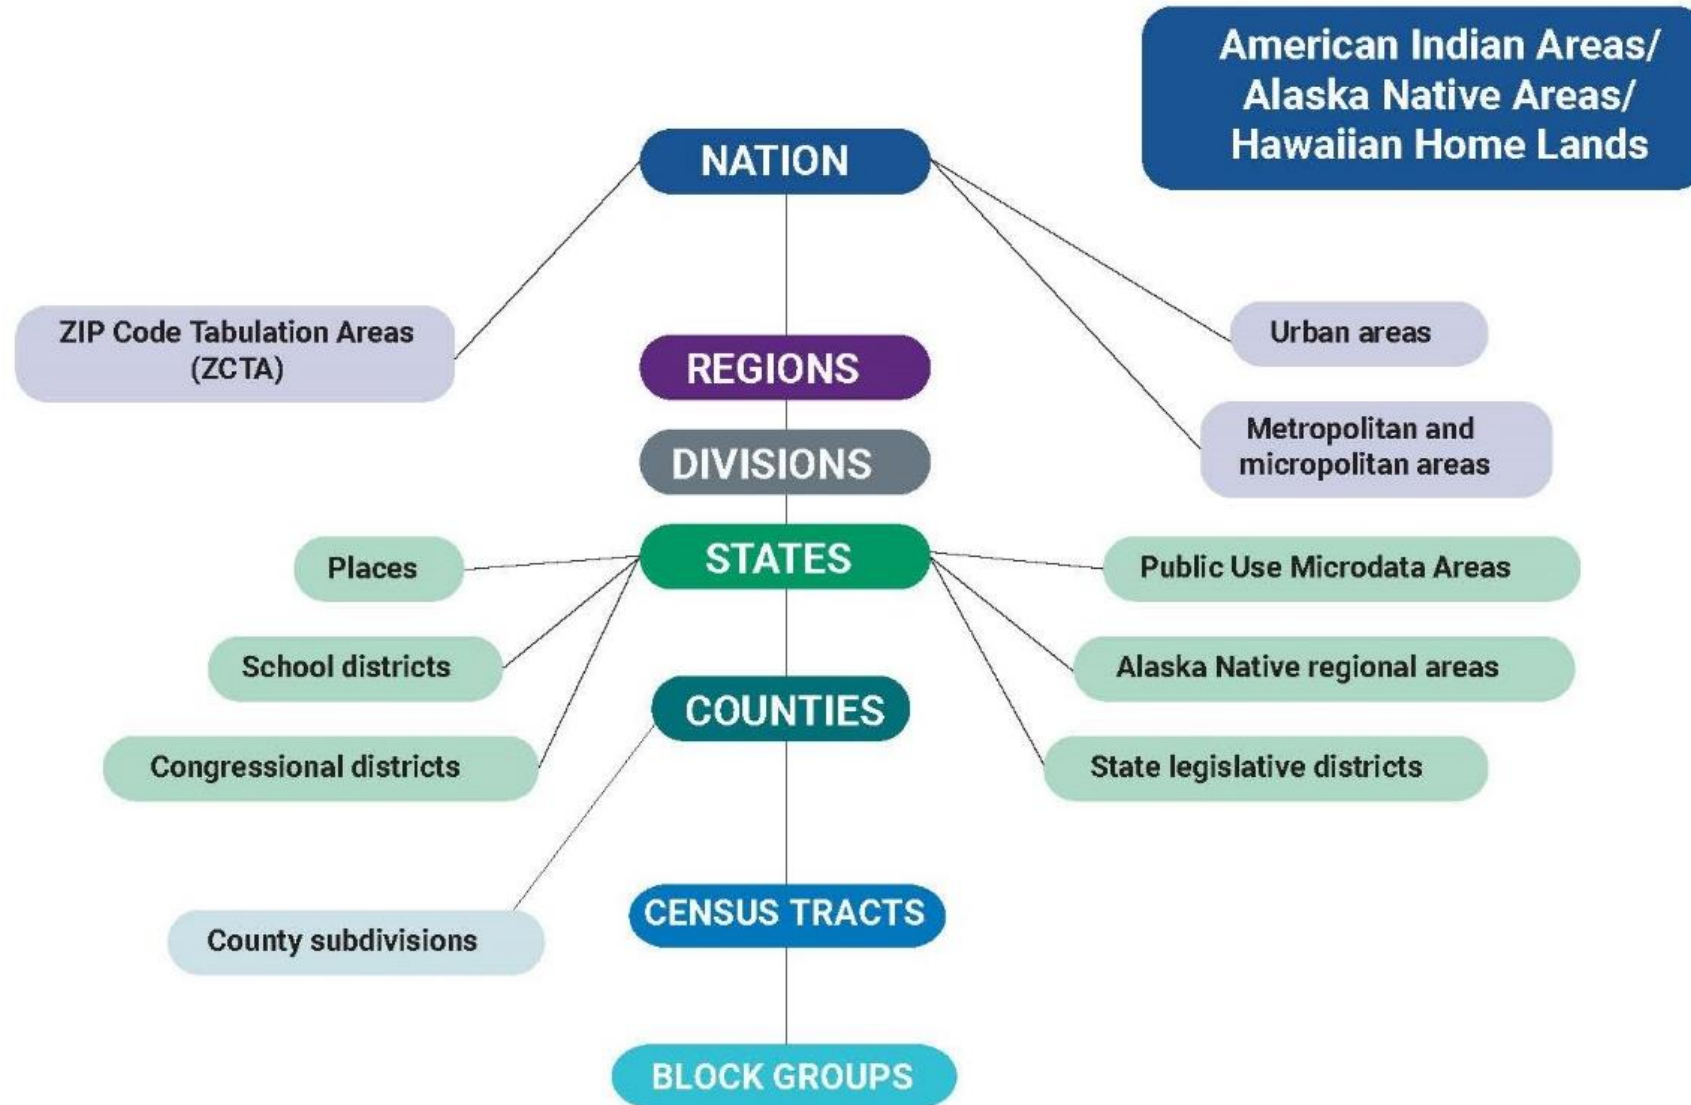 American Indian Areas/
Alaska Native Areas/
Hawaiian Home Lands
NATION
ZIP Code Tabulation Areas
(ZCTA)
Urban areas
REGIONS
Metropolitan and
micropolitan areas
DIVISIONS
STATES
Places
Public Use Microdata Areas
School districts
Alaska Native regional areas
COUNTIES
Congressional districts
State legislative districts
CENSUS TRACTS
County subdivisions
BLOCK GROUPS